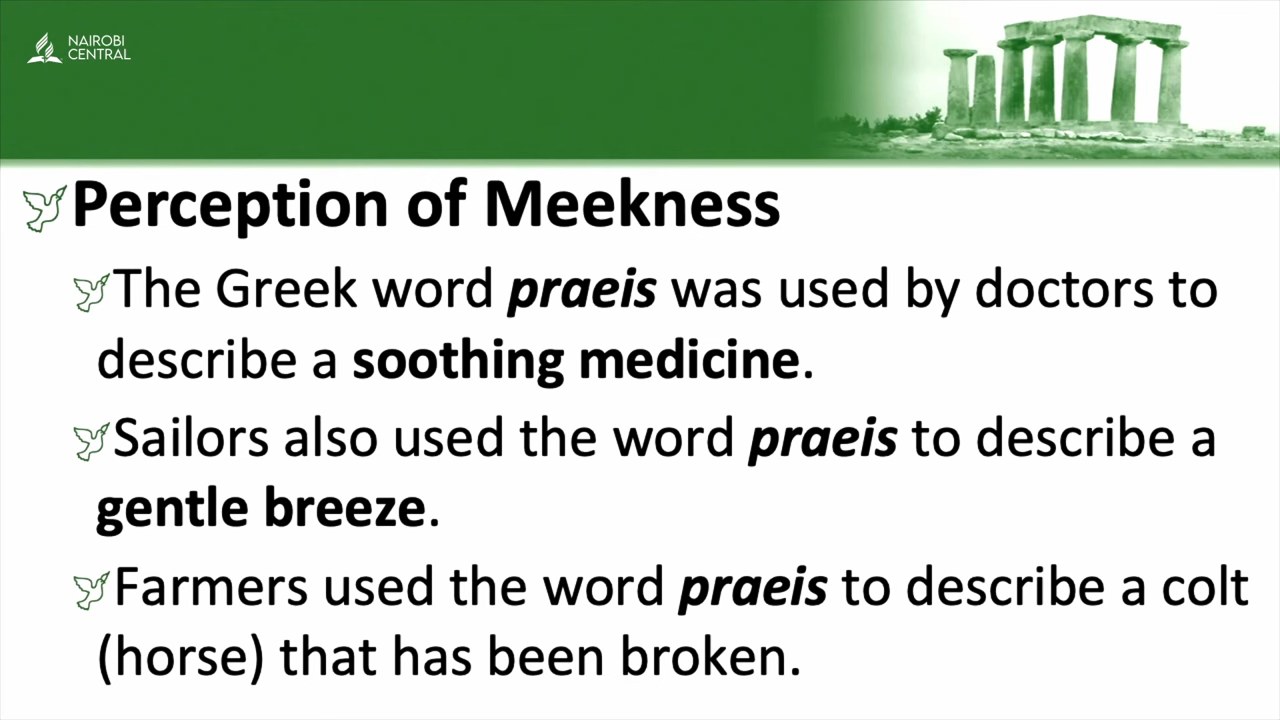 NAIROBI
CENTRAL
Perception of Meekness
The Greek word praeis was used by doctors to
describe a soothing medicine.
Sailors also used the word praeis to describe a
gentle breeze.
Farmers used the word praeis to describe a colt
(horse) that has been broken.